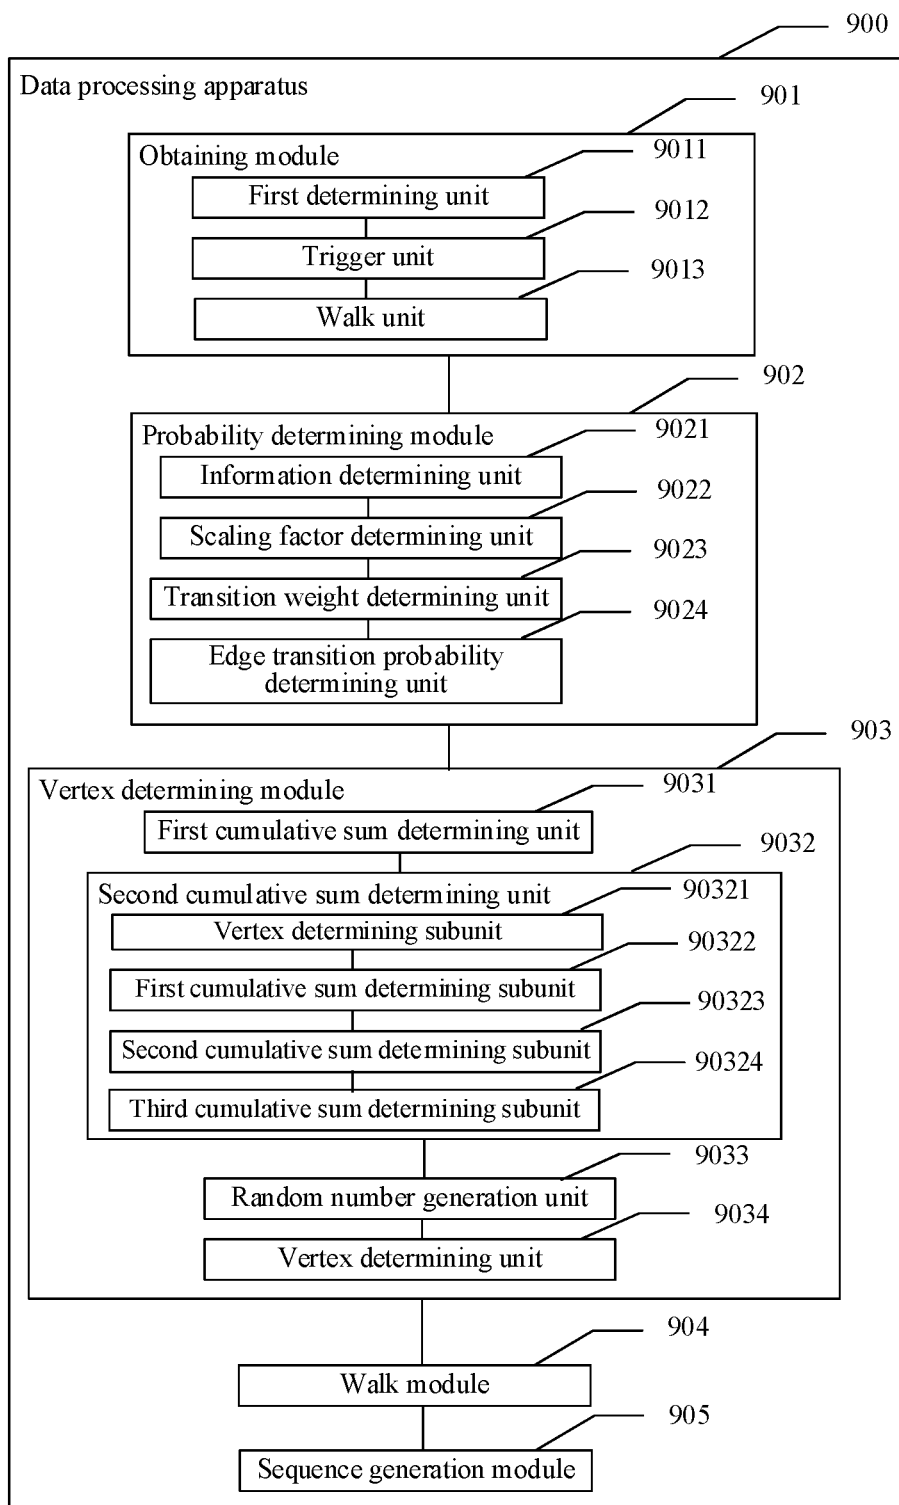 900
Data processing apparatus
901
Obtaining module
9011
First determining unit
9012
Trigger unit
9013
Walk unit
902
Probability determining module
9021
Information determining unit
9022
Scaling factor determining unit
9023
Transition weight determining unit
9024
Edge transition probability
determining unit
903
Vertex determining module
9031
First cumulative sum determining unit
9032
Second cumulative sum determining unit
90321
Vertex determining subunit
90322
First cumulative sum determining subunit
90323
Second cumulative sum determining subunit
90324
Third cumulative sum determining subunit
9033
Random number generation unit
9034
Vertex determining unit
904
Walk module
905
Sequence generation module